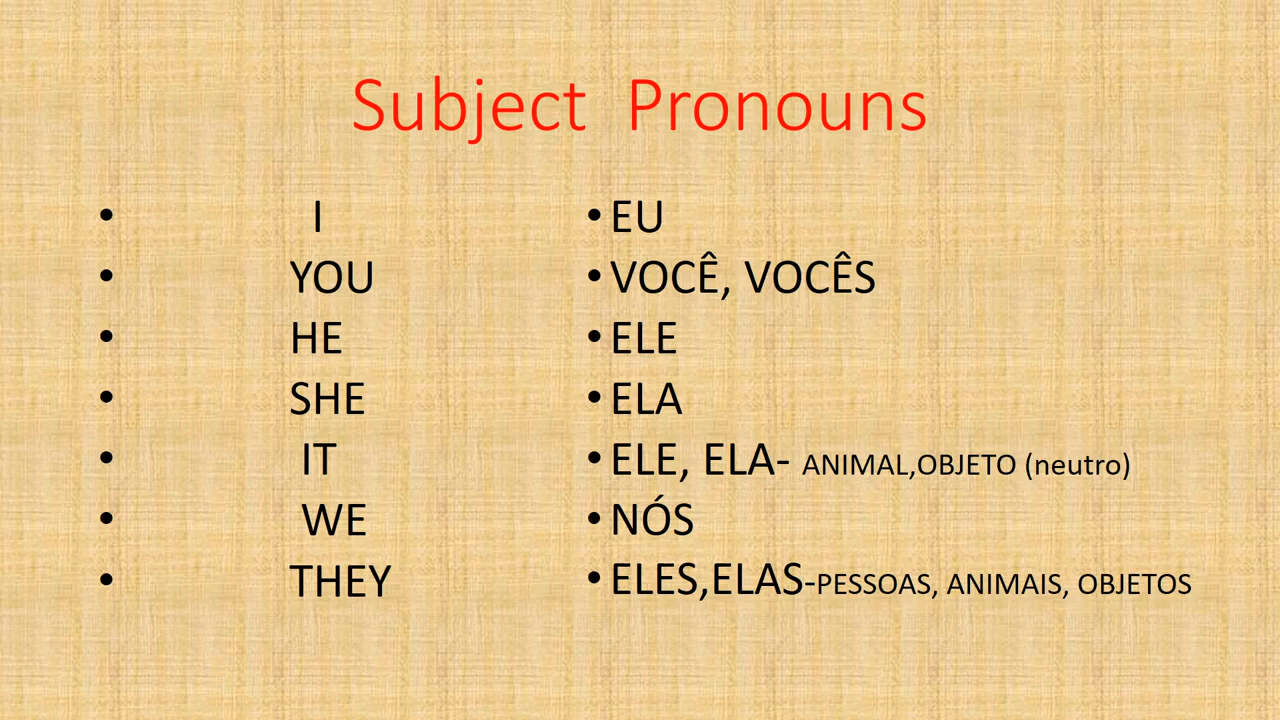 Subject Pronouns
• I
• EU
• YOU
• VOCÊ, VOCÊS
• HE
• ELE
• SHE
• ELA
• IT
• ELE, ELA- ANIMAL,OBJETO (neutro)
• WE
• NÓS
• THEY
• ELES,ELAS-PESSOAS, ANIMAIS, OBJETOS